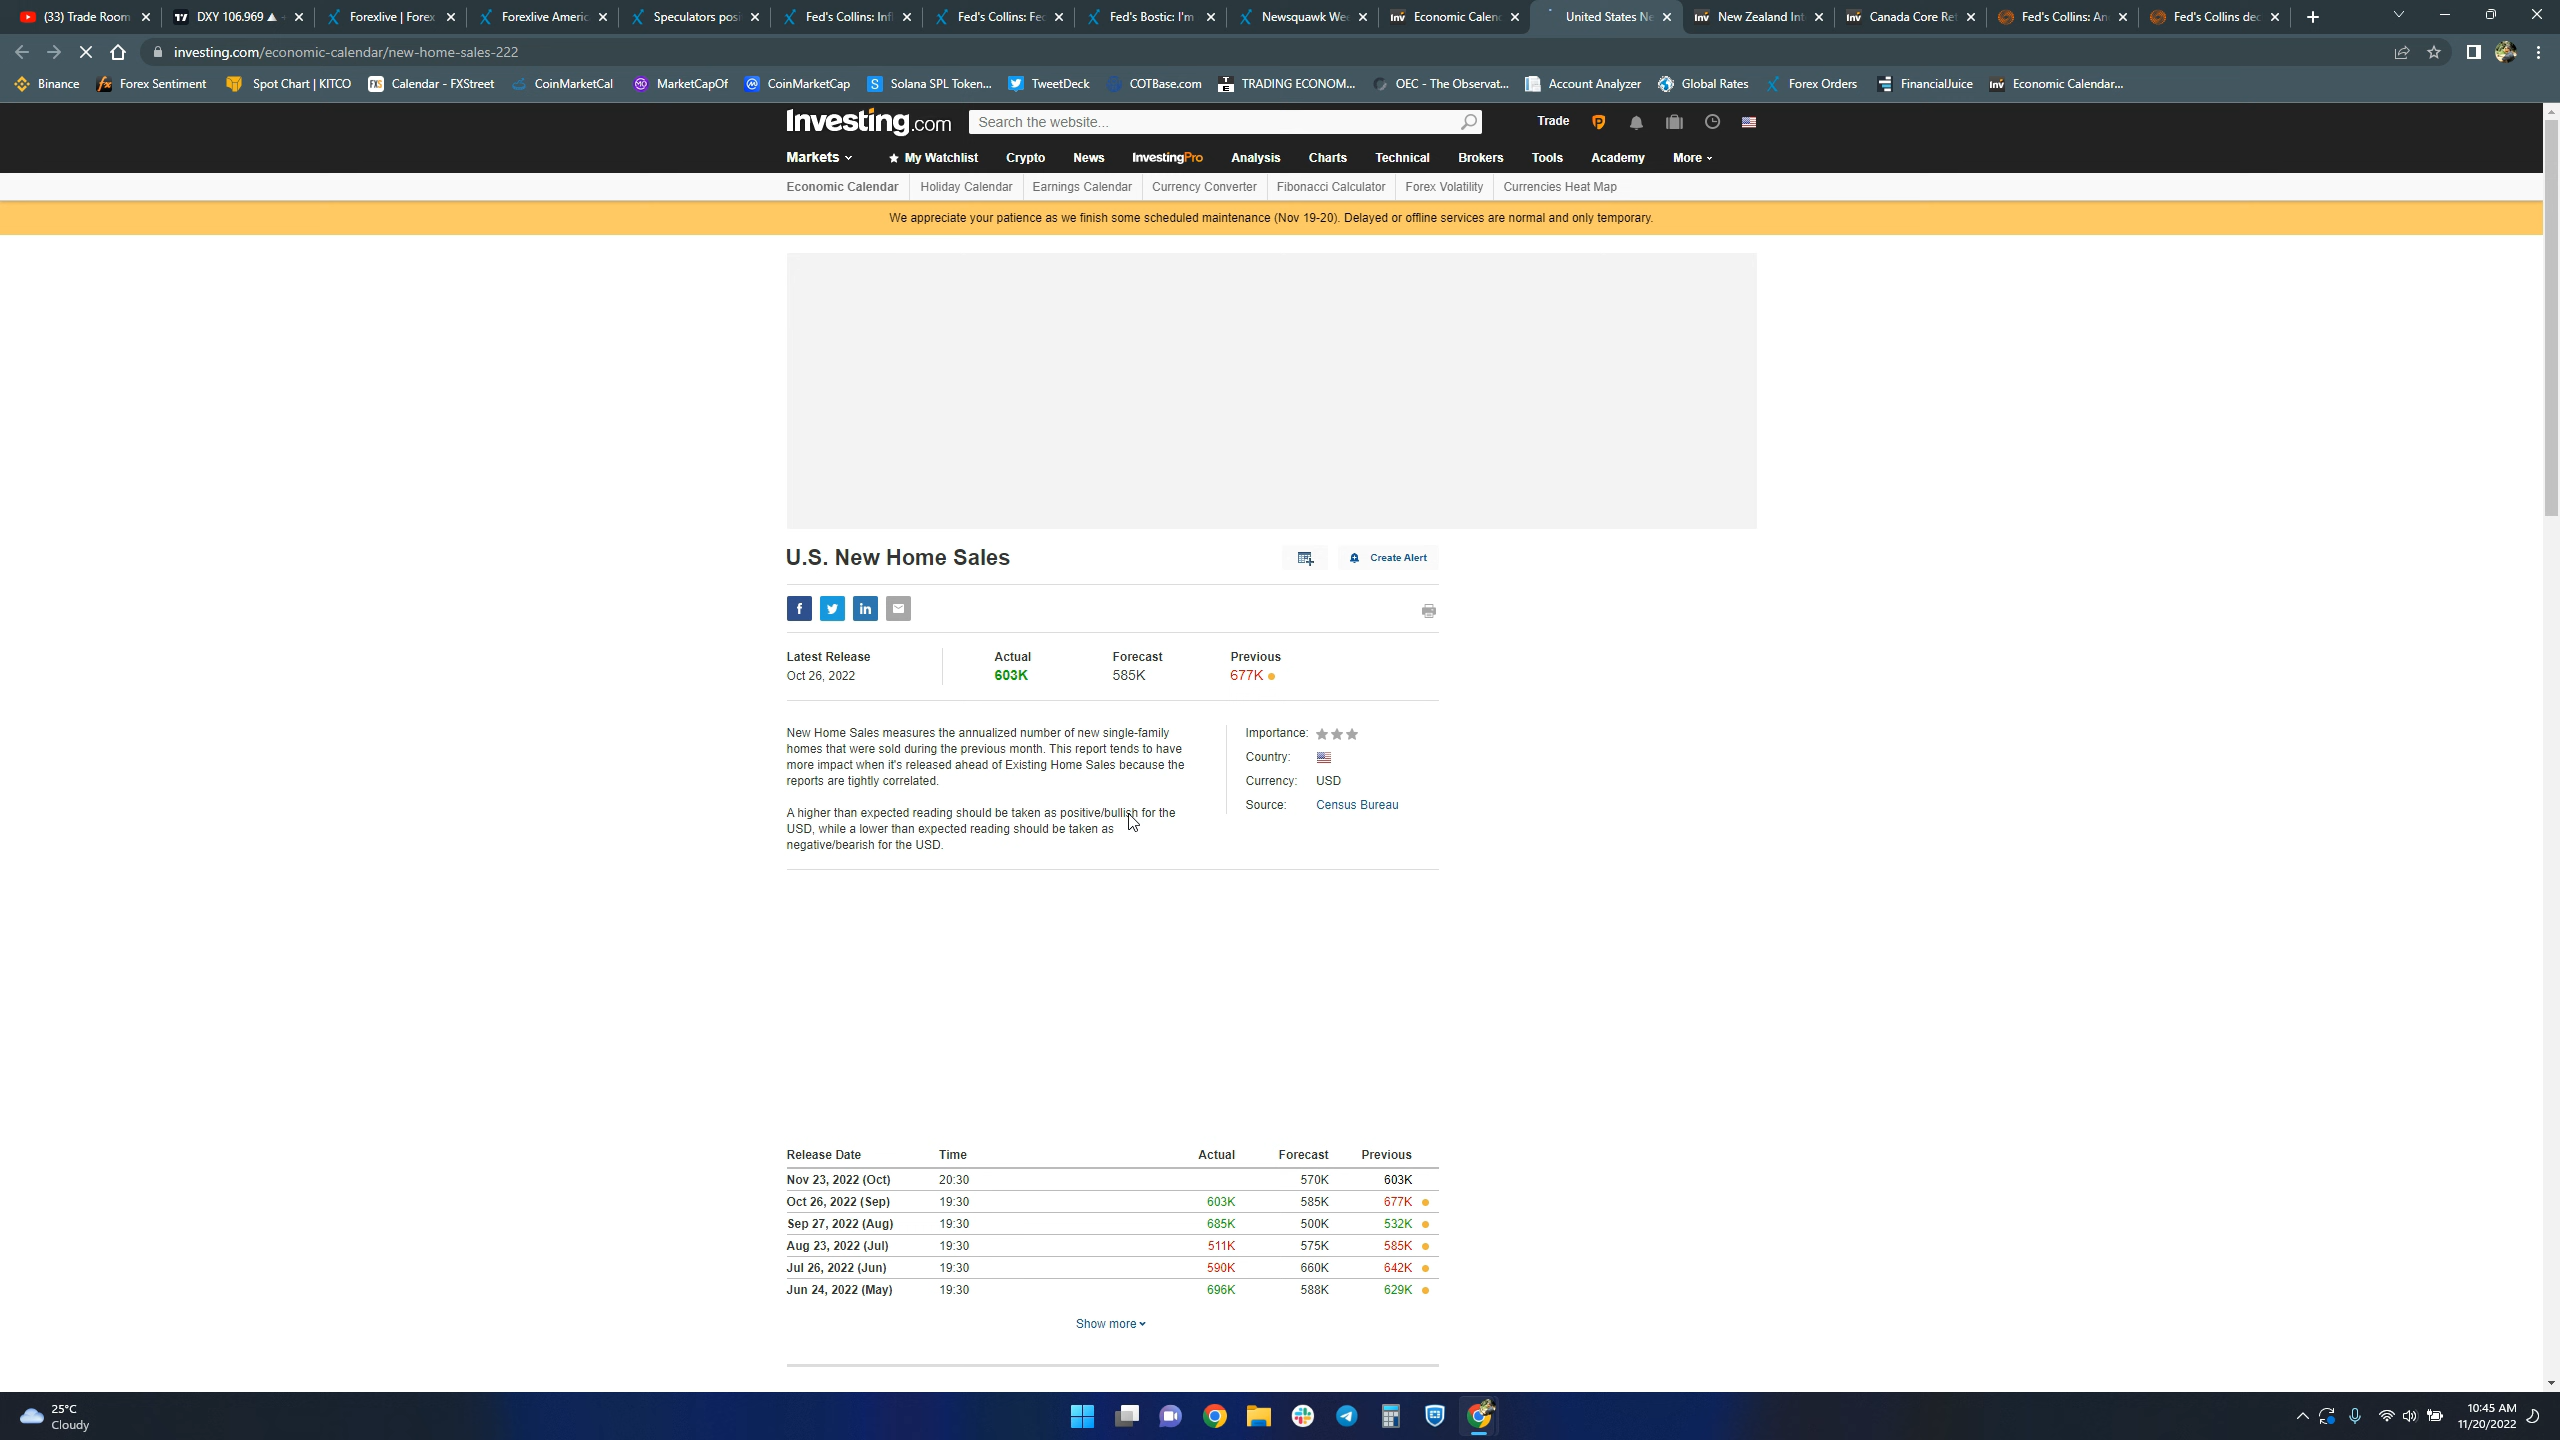 (33) Trade Room
DXY 106.969 ▲
Forexlive | Forex
Forexlive Americ
Speculators pos
Fed's Collins: Infl
Fed's Collins: Fe
Fed's Bostic: I'm
Newsquawk We
Economic Calen
United States Ne
New Zealand Int
Canada Core Ret
Fed's Collins: An
Fed's Collins dec
investing.com/economic-calendar/new-home-sales-222
Binance
Forex Sentiment
Spot Chart | KITCO
FXS Calendar - FXStreet
CoinMarketCal
MarketCapOf
CoinMarketCap
Solana SPL Token...
TweetDeck
COTBase.com
TRADING ECONOM...
OEC - The Observat...
Account Analyzer
Global Rates
Forex Orders
FinancialJuice
Inv Economic Calendar...
Investing.com
Search the website...
Trade
Markets
My Watchlist
Crypto
News
InvestingPro
Analysis
Charts
Technical
Brokers
Tools
Academy
More
Economic Calendar
Holiday Calendar
Earnings Calendar
Currency Converter
Fibonacci Calculator
Forex Volatility
Currencies Heat Map
We appreciate your patience as we finish some scheduled maintenance (Nov 19-20). Delayed or offline services are normal and only temporary.
U.S. New Home Sales
Create Alert
Latest Release Actual Forecast Previous
Oct 26, 2022 603K 585K 677K
New Home Sales measures the annualized number of new single-family
homes that were sold during the previous month. This report tends to have
more impact when it's released ahead of Existing Home Sales because the
reports are tightly correlated.
A higher than expected reading should be taken as positive/bullish for the
USD, while a lower than expected reading should be taken as
negative/bearish for the USD.
Importance:
Country:
Currency: USD
Source: Census Bureau
Release Date Time Actual Forecast Previous
Nov 23, 2022 (Oct) 20:30 570K 603K
Oct 26, 2022 (Sep) 19:30 603K 585K 677K
Sep 27, 2022 (Aug) 19:30 685K 500K 532K
Aug 23, 2022 (Jul) 19:30 511K 575K 585K
Jul 26, 2022 (Jun) 19:30 590K 660K 642K
Jun 24, 2022 (May) 19:30 696K 588K 629K
Show more
25°C
Cloudy
10:45 AM
11/20/2022